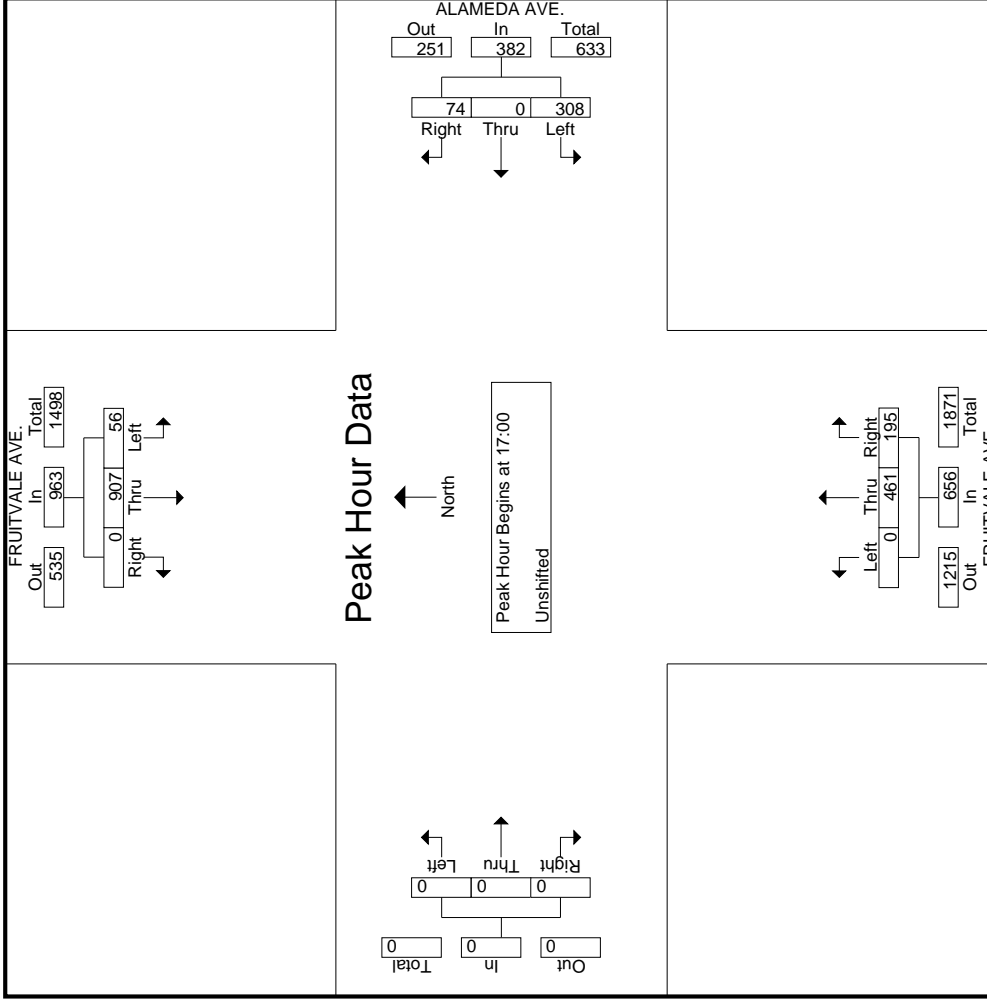 ALAMEDA AVE.
Out In Total
251 382 633
74 0 308
Right Thru Left
FRUITVALE AVE.
Out In Total
535 963 1498
0 907 56
Right Thru Left
Peak Hour Data
North
Peak Hour Begins at 17:00
Unshifted
Left Thru Right
0 461 195
1215 656 1871
Out In Total
FRUITVALE AVE.
Left
Thru
Right
0
0
0
0
0
0
Total
In
Out